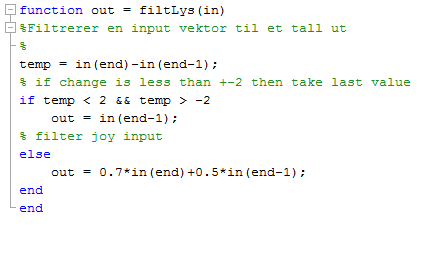 function out = filtLys(in)
%Filtrerer en input vektor til et tall ut
%
temp = in(end)-in(end-1);
% if change is less than +-2 then take last value
if temp < 2 && temp > -2
    out = in(end-1);
% filter joy input
else
    out = 0.7*in(end)+0.5*in(end-1);
end
end